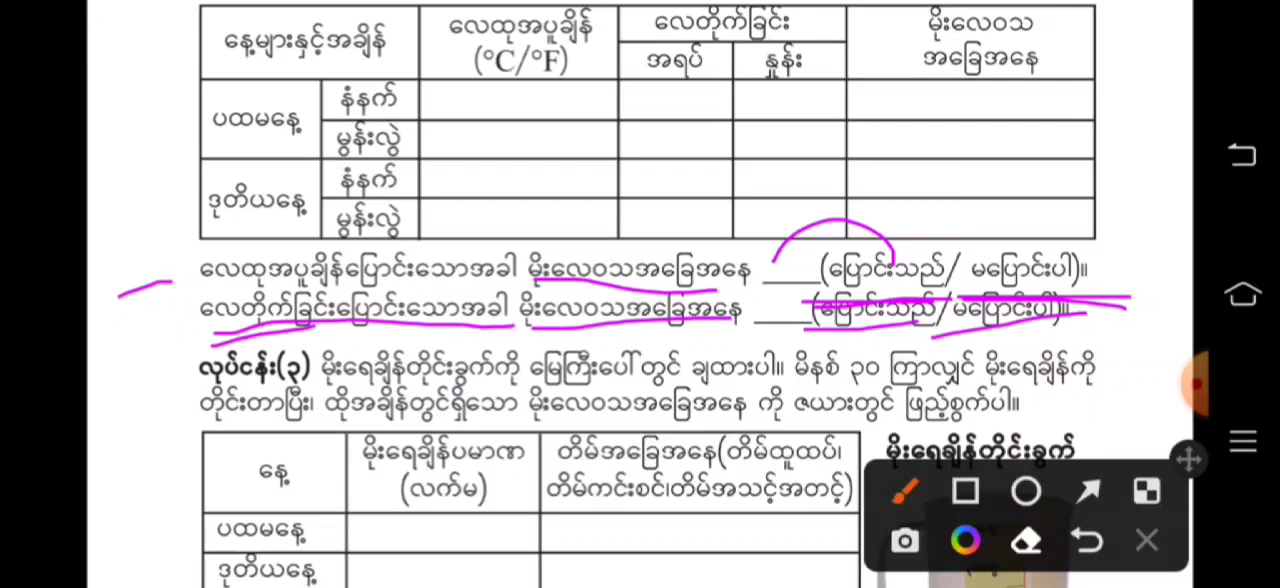 နေ့များနှင့်အချိန် လေထုအပူချိန် (°C/°F) လေတိုက်ခြင်း မိုးလေဝသ အခြေအနေ
အရပ် နှုန်း
ပထမနေ့ နံနက်
မွန်းလွဲ
ဒုတိယနေ့ နံနက်
မွန်းလွဲ
လေထုအပူချိန်ပြောင်းသောအခါ မိုးလေဝသအခြေအနေ ____(ပြောင်းသည်/ မပြောင်းပါ)။
လေတိုက်ခြင်းပြောင်းသောအခါ မိုးလေဝသအခြေအနေ ____(ပြောင်းသည်/မပြောင်းပါ)။
လုပ်ငန်း(၃) မိုးရေချိန်တိုင်းခွက်ကို မြေကြီးပေါ်တွင် ချထားပါ။ မိနစ် ၃၀ ကြာလျှင် မိုးရေချိန်ကို
တိုင်းတာပြီး၊ ထိုအချိန်တွင်ရှိသော မိုးလေဝသအခြေအနေ ကို ဇယားတွင် ဖြည့်စွက်ပါ။
နေ့ မိုးရေချိန်ပမာဏ (လက်မ) တိမ်အခြေအနေ(တိမ်ထူထပ်၊ တိမ်ကင်းစင်၊တိမ်အသင့်အတင့်)
မိုးရေချိန်တိုင်းခွက်
ပထမနေ့
ဒုတိယနေ့